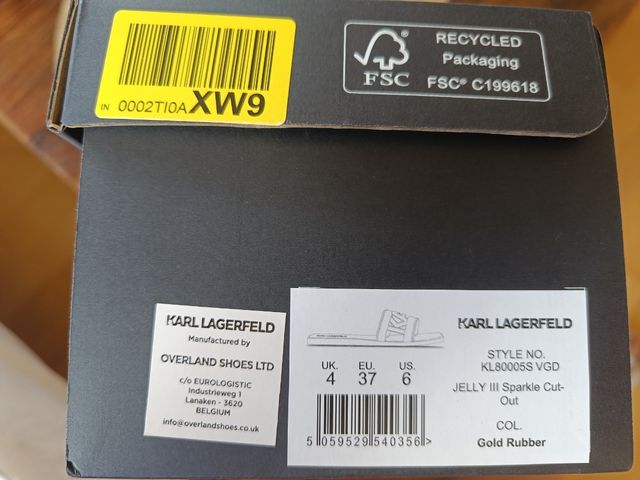 IN 0002TI0AXW9
FSC
RECYCLED
Packaging
FSC® C199618
KARL LAGERFELD
Manufactured by
OVERLAND SHOES LTD
c/o EUROLOGISTIC
Industrieweg 1
Lanaken - 3620
BELGIUM
info@overlandshoes.co.uk
KARL LAGERFELD
UK. EU. US.
4 37 6
STYLE NO.
KL80005S VGD
JELLY III Sparkle Cut-
Out
COL.
Gold Rubber
5 059529 540356>